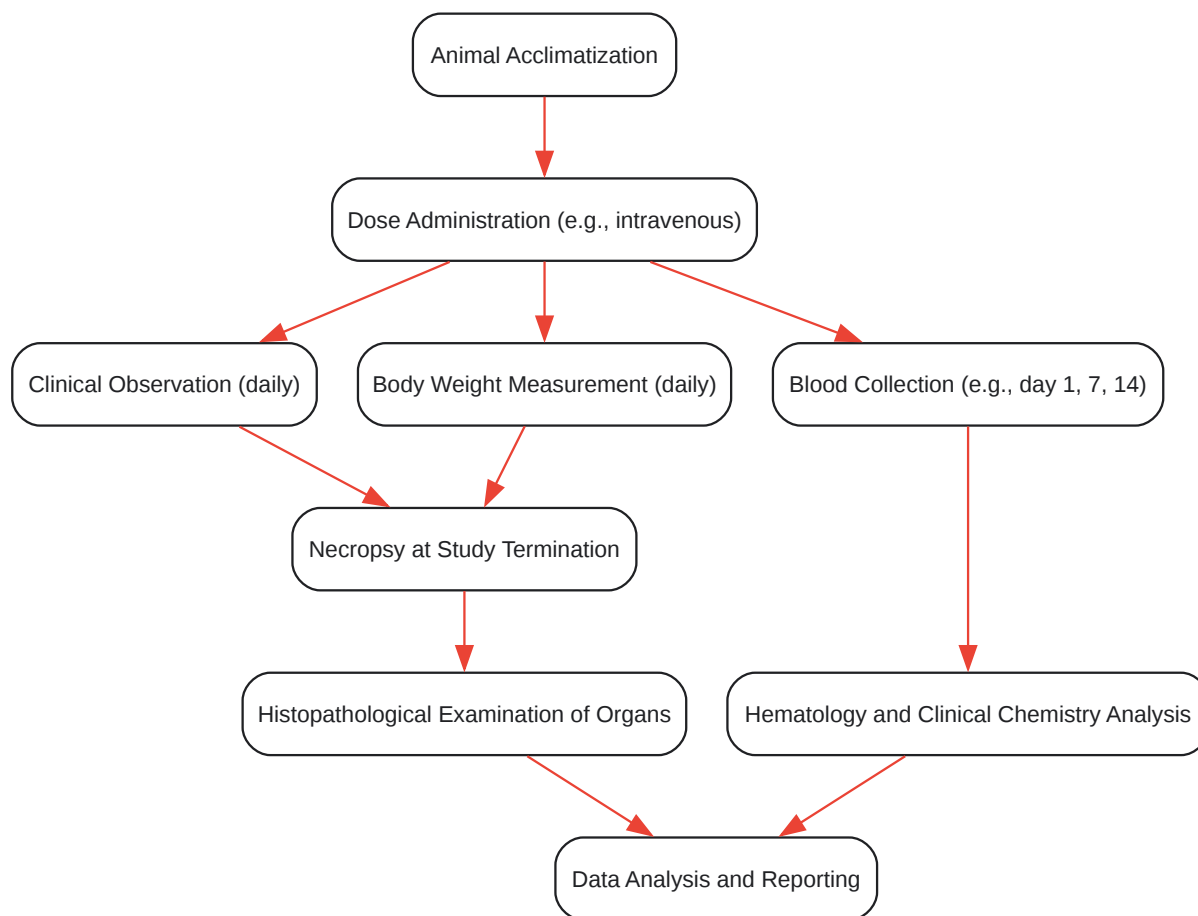 Animal Acclimatization
Dose Administration (e.g., intravenous)
Clinical Observation (daily)
Body Weight Measurement (daily)
Blood Collection (e.g., day 1, 7, 14)
Necropsy at Study Termination
Histopathological Examination of Organs
Hematology and Clinical Chemistry Analysis
Data Analysis and Reporting